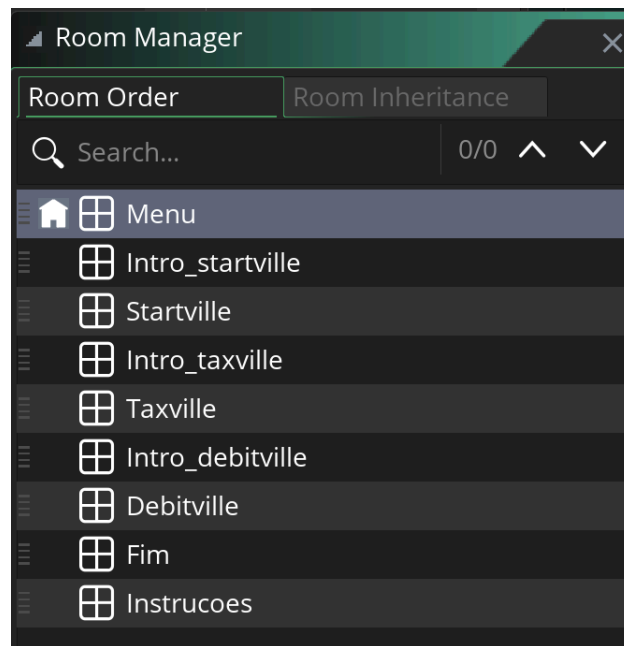 Room Manager
Room Order Room Inheritance
Search... 0/0
Menu
Intro_startville
Startville
Intro_taxville
Taxville
Intro_debitville
Debitville
Fim
Instrucoes